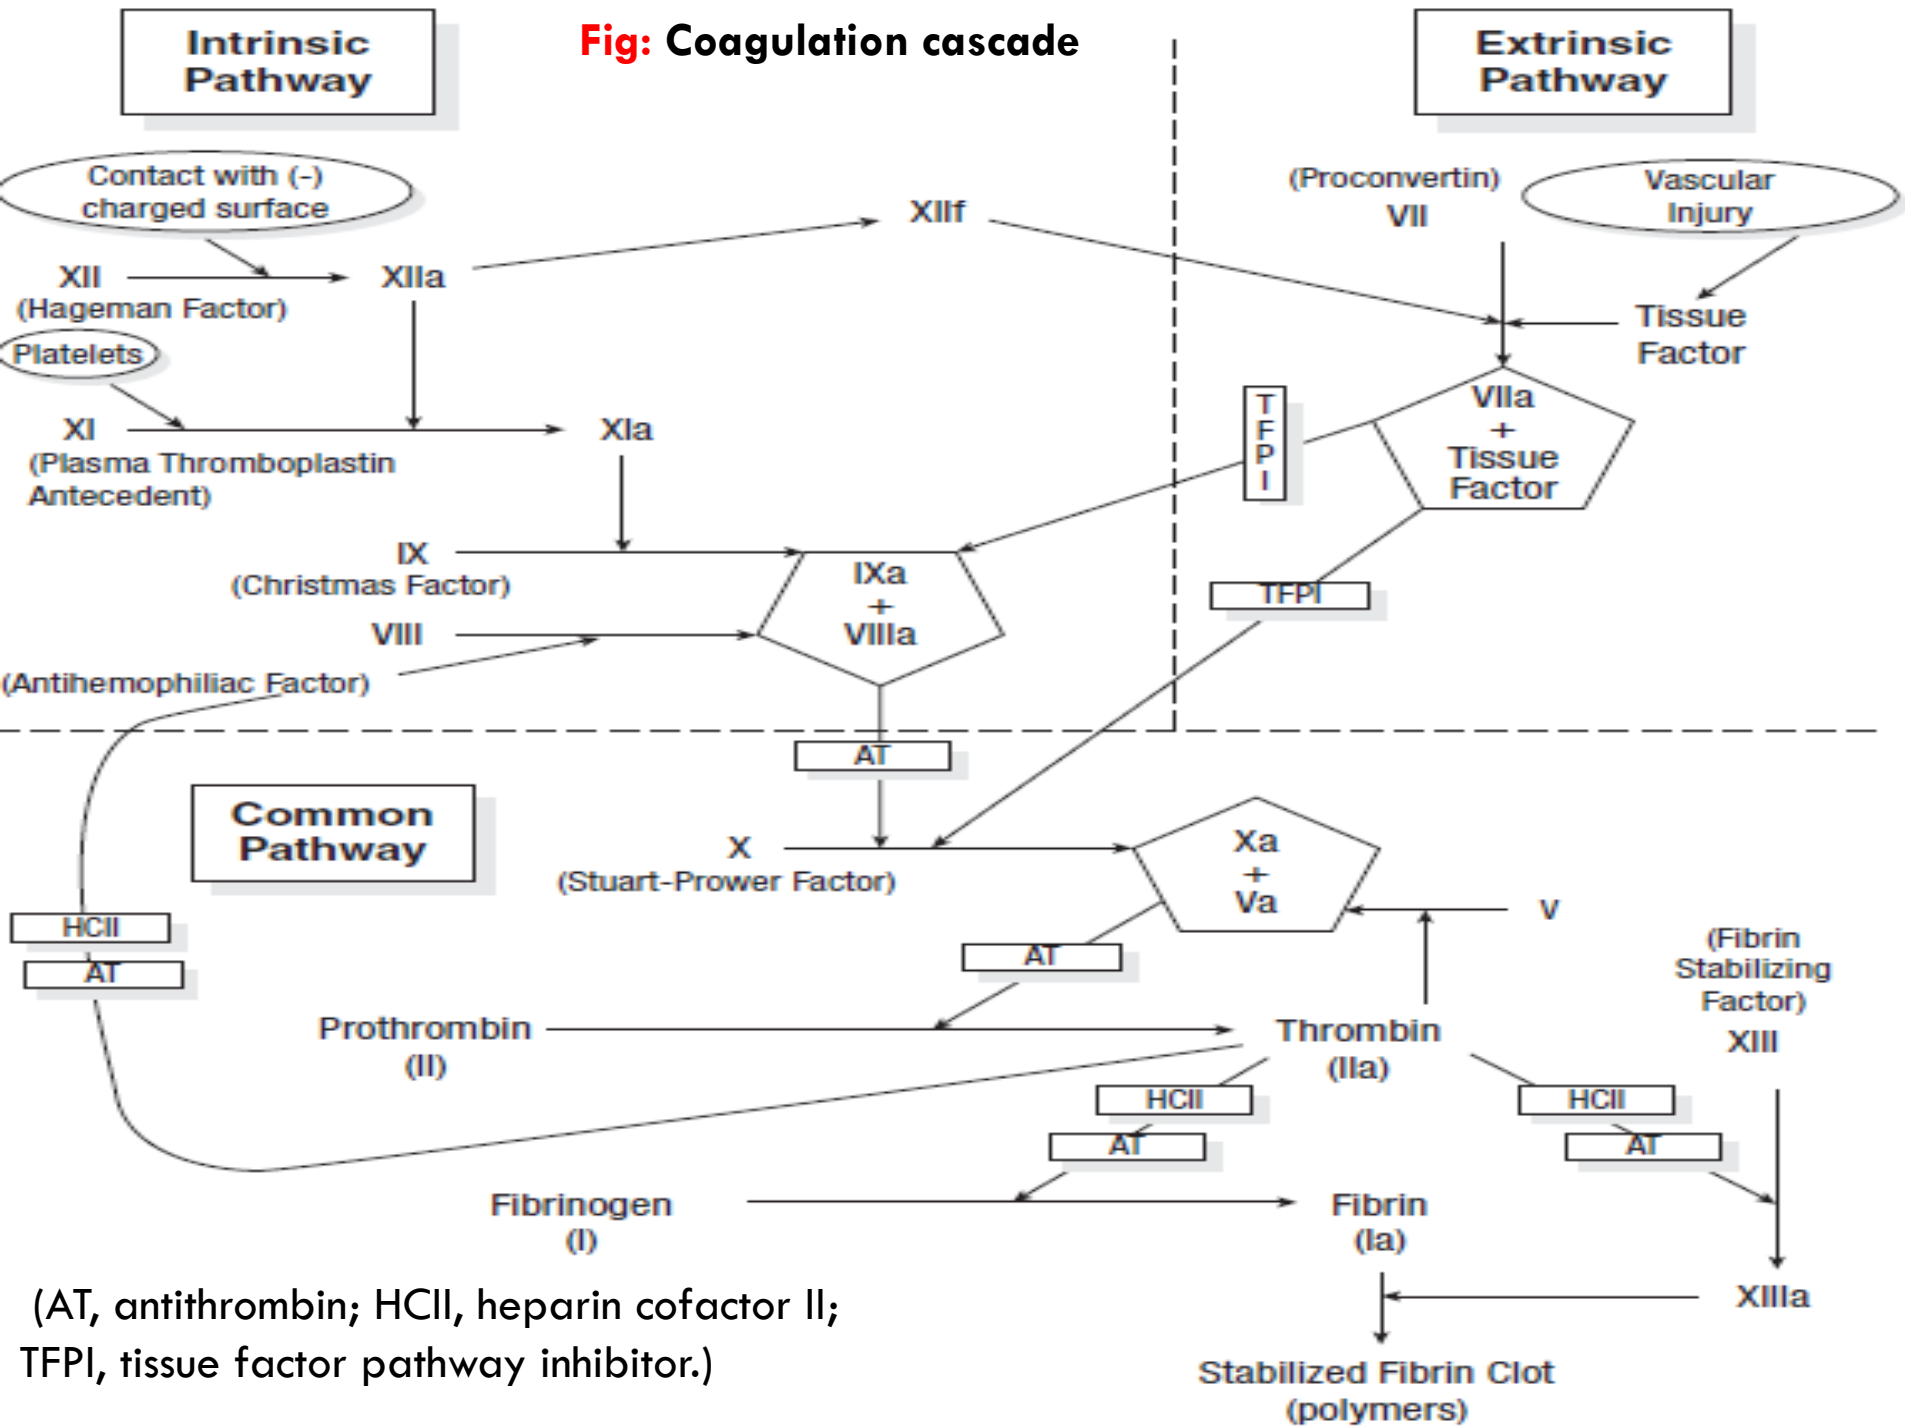 Fig: Coagulation cascade
Intrinsic
Pathway
Extrinsic
Pathway
Contact with (-)
charged surface
XIIf
(Proconvertin)
VII
Vascular
Injury
XII
(Hageman Factor)
XIIa
Tissue
Factor
Platelets
XI
(Plasma Thromboplastin
Antecedent)
XIa
T
F
P
I
VIIa
+
Tissue
Factor
IX
(Christmas Factor)
VIII
(Antihemophiliac Factor)
IXa
+
VIIIa
TFPI
AT
Common
Pathway
X
(Stuart-Prower Factor)
Xa
+
Va
V
HCII
AT
AT
(Fibrin
Stabilizing
Factor)
XIII
Prothrombin
(II)
Thrombin
(IIa)
HCII
AT
HCII
AT
Fibrinogen
(I)
Fibrin
(Ia)
XIIIa
Stabilized Fibrin Clot
(polymers)
(AT, antithrombin; HCII, heparin cofactor II;
TFPI, tissue factor pathway inhibitor.)